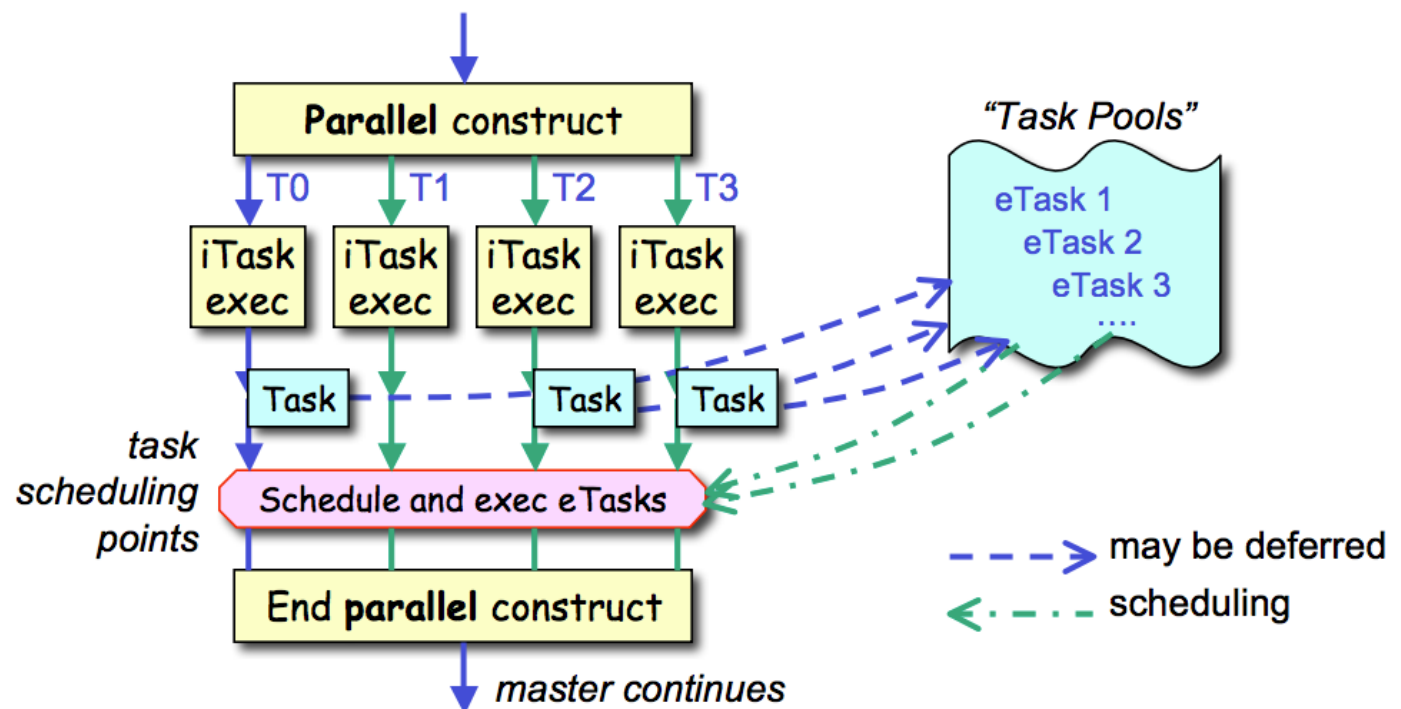 Parallel construct
"Task Pools"
T0
T1
T2
T3
eTask 1
eTask 2
eTask 3
....
iTask
exec
iTask
exec
iTask
exec
iTask
exec
Task
Task
Task
task
scheduling
points
Schedule and exec eTasks
may be deferred
scheduling
End parallel construct
master continues